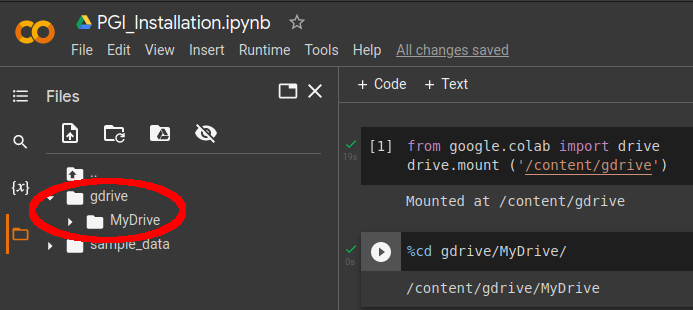 PGI_Installation.ipynb
File Edit View Insert Runtime Tools Help All changes saved
Files
+ Code + Text
..
gdrive
MyDrive
sample_data
{x}
19s
[1] from google.colab import drive
drive.mount ('/content/gdrive')
Mounted at /content/gdrive
0s
%cd gdrive/MyDrive/
/content/gdrive/MyDrive